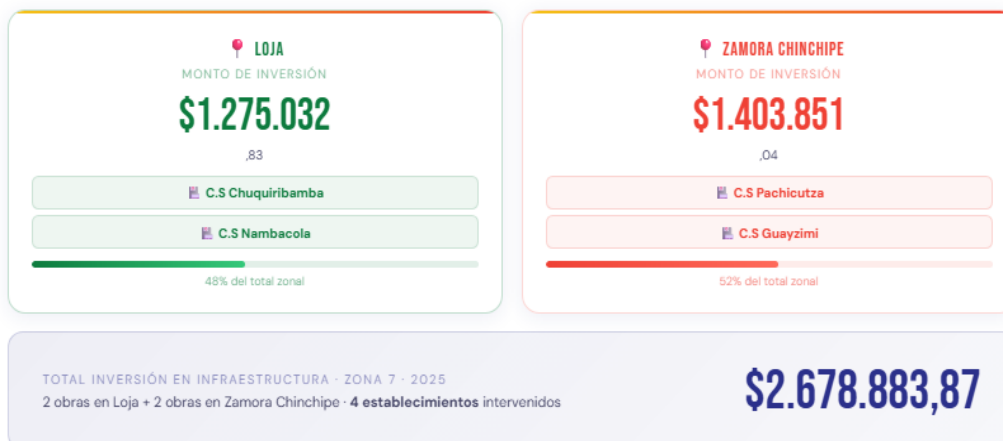 LOJA
MONTO DE INVERSIÓN
$1.275.032
,83
C.S Chuquiribamba
C.S Nambacola
48% del total zonal
ZAMORA CHINCHIPE
MONTO DE INVERSIÓN
$1.403.851
,04
C.S Pachicutza
C.S Guayzimi
52% del total zonal
TOTAL INVERSIÓN EN INFRAESTRUCTURA · ZONA 7 · 2025
2 obras en Loja + 2 obras en Zamora Chinchipe · 4 establecimientos intervenidos
$2.678.883,87